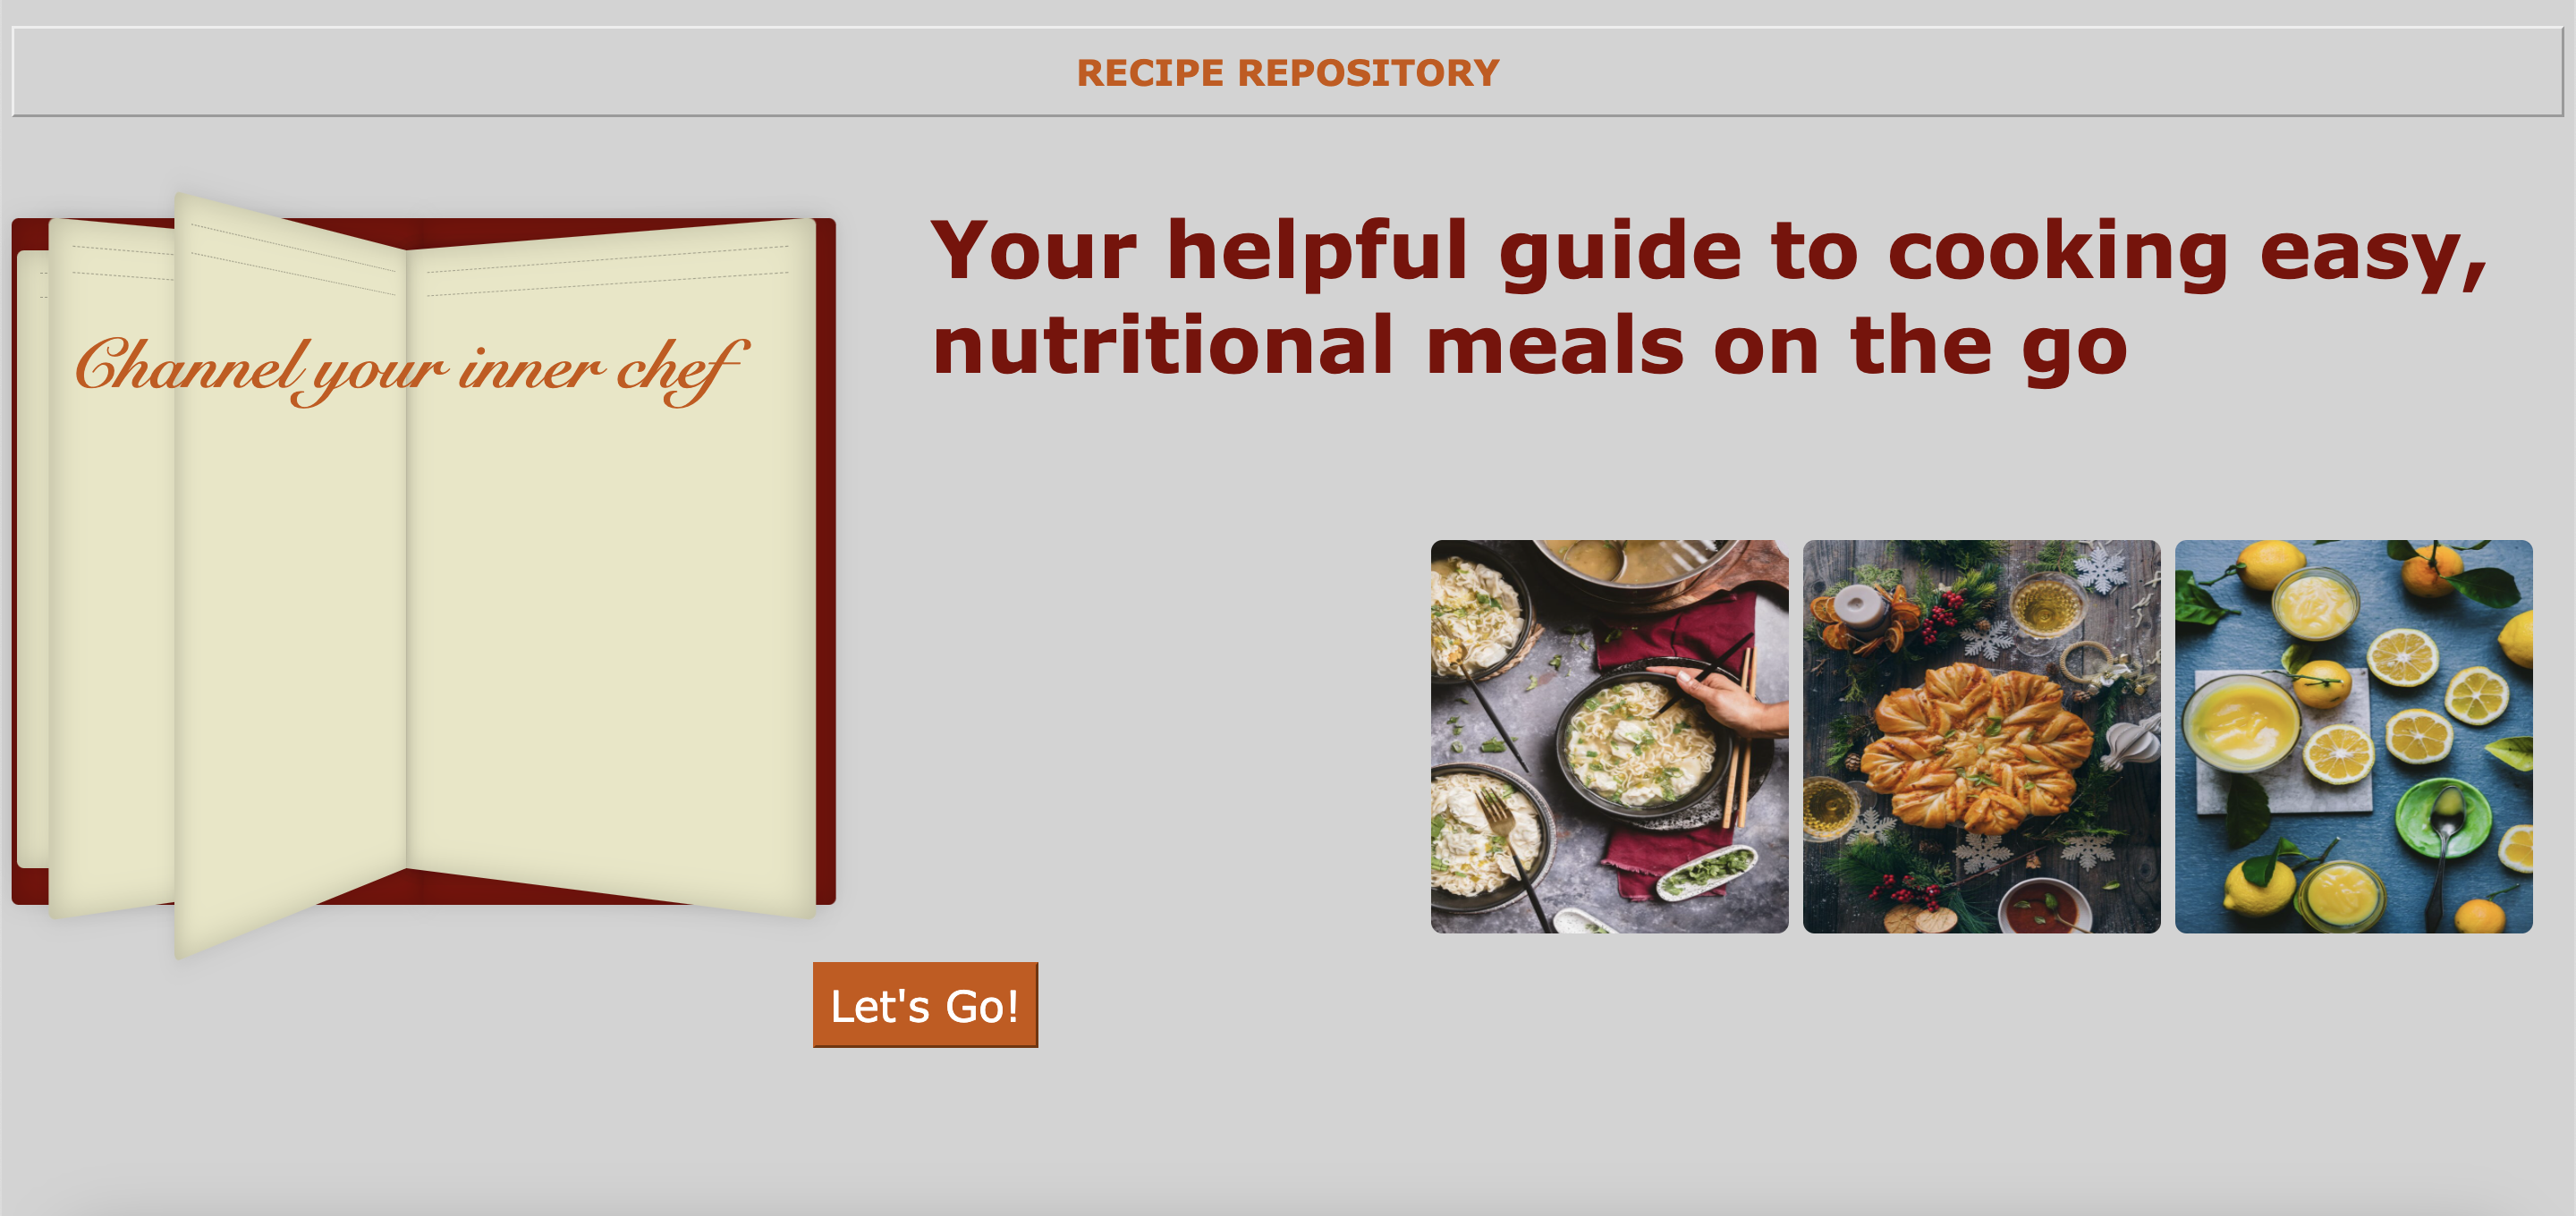 RECIPE REPOSITORY
Channel your inner chef
Your helpful guide to cooking easy,
nutritional meals on the go
Let's Go!